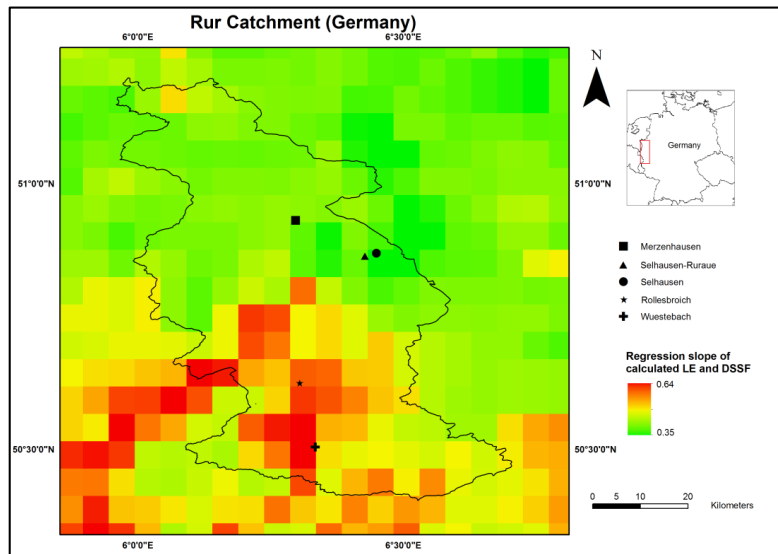 Rur Catchment (Germany)
6°0'0"E
6°30'0"E
N
Germany
51°0'0"N
51°0'0"N
Merzenhausen
Selhausen-Ruraue
Selhausen
Rollesbroich
Wuestebach
Regression slope of
calculated LE and DSSF
0.64
0.35
50°30'0"N
50°30'0"N
0 5 10 20
Kilometers
6°0'0"E
6°30'0"E